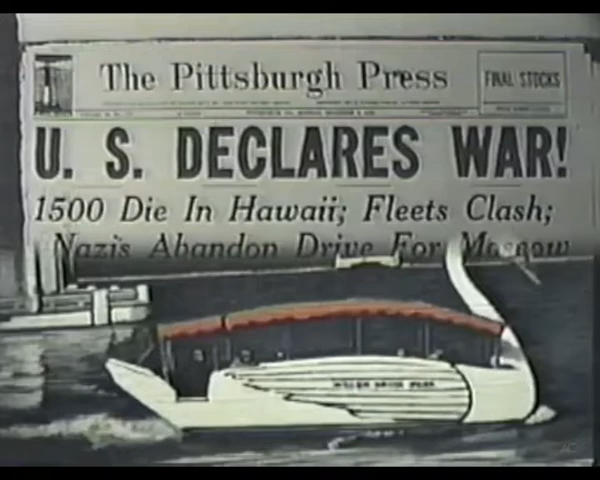 The Pittsburgh Press
FINAL STOCKS
U. S. DECLARES WAR!
1500 Die In Hawaii; Fleets Clash;
Nazis Abandon Drive For Moscow